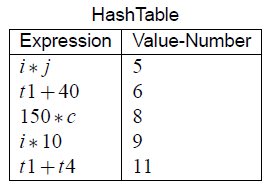 HashTable
Expression Value-Number
i * j 5
t1+40 6
150 * c 8
i * 10 9
t1+t4 11